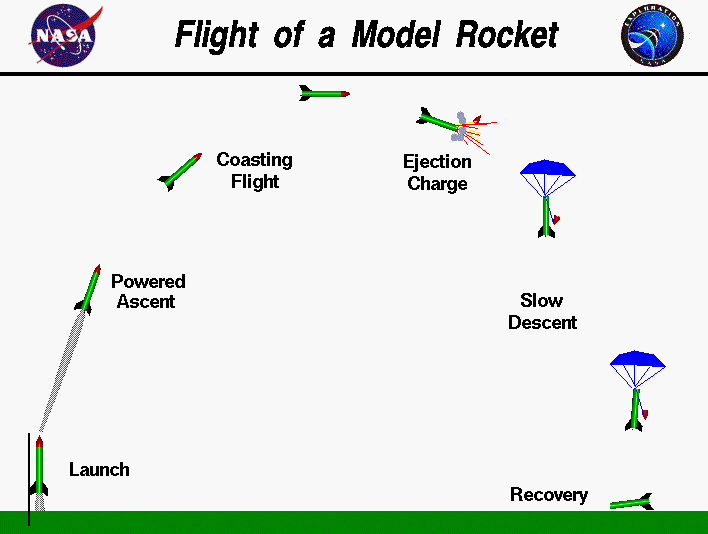 NASA
Flight of a Model Rocket
EXPLORATION
NASA
Coasting
Flight
Ejection
Charge
Powered
Ascent
Slow
Descent
Launch
Recovery